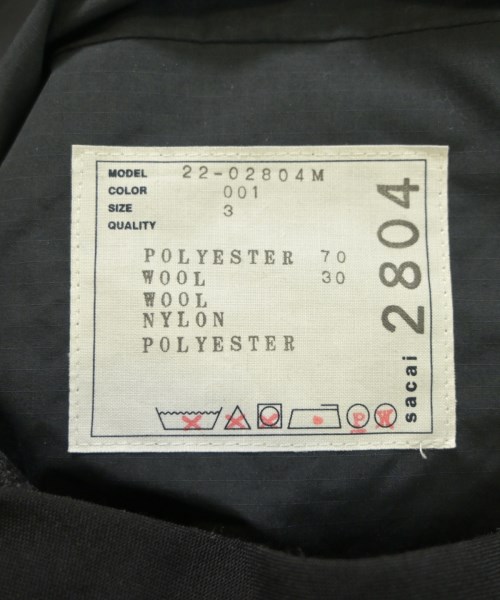 MODEL 22-02804M
COLOR 001
SIZE 3
QUALITY
POLYESTER 70
WOOL 30
WOOL
NYLON
POLYESTER
P W
sacai 2804